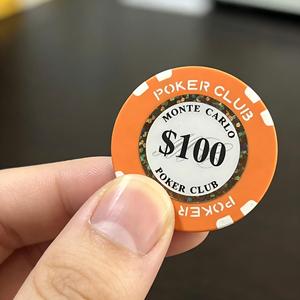 POKER CLUB
MONTE CARLO
$100
POKER CLUB
POKER